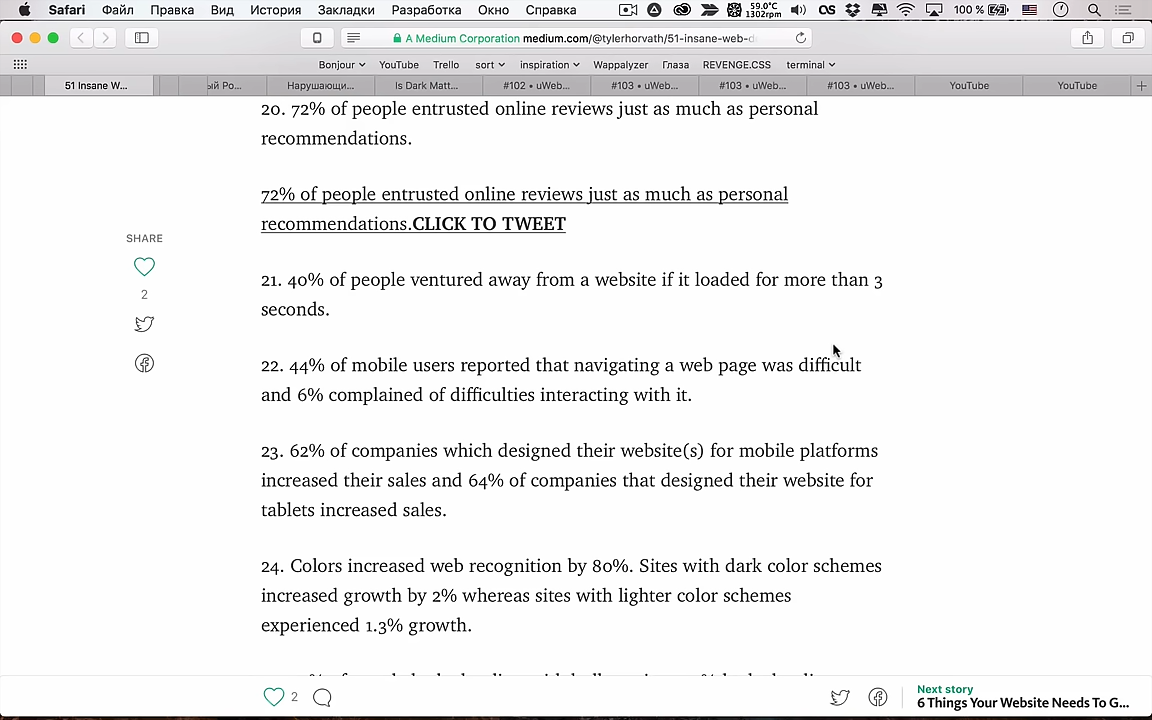 Safari Файл Правка Вид История Закладки Разработка Окно Справка 59.0°C 1302rpm 100 %
A Medium Corporation medium.com/@tylerhorvath/51-insane-web-d
Bonjour YouTube Trello sort inspiration Wappalyzer Глаза REVENGE.CSS terminal
51 Insane W... ый Ро... Нарушающи... Is Dark Matt... #102 • uWeb... #103 • uWeb... #103 • uWeb... #103 • uWeb... YouTube YouTube
20. 72% of people entrusted online reviews just as much as personal
recommendations.
72% of people entrusted online reviews just as much as personal
recommendations.CLICK TO TWEET
SHARE
2
21. 40% of people ventured away from a website if it loaded for more than 3
seconds.
22. 44% of mobile users reported that navigating a web page was difficult
and 6% complained of difficulties interacting with it.
23. 62% of companies which designed their website(s) for mobile platforms
increased their sales and 64% of companies that designed their website for
tablets increased sales.
24. Colors increased web recognition by 80%. Sites with dark color schemes
increased growth by 2% whereas sites with lighter color schemes
experienced 1.3% growth.
2
Next story
6 Things Your Website Needs To G...